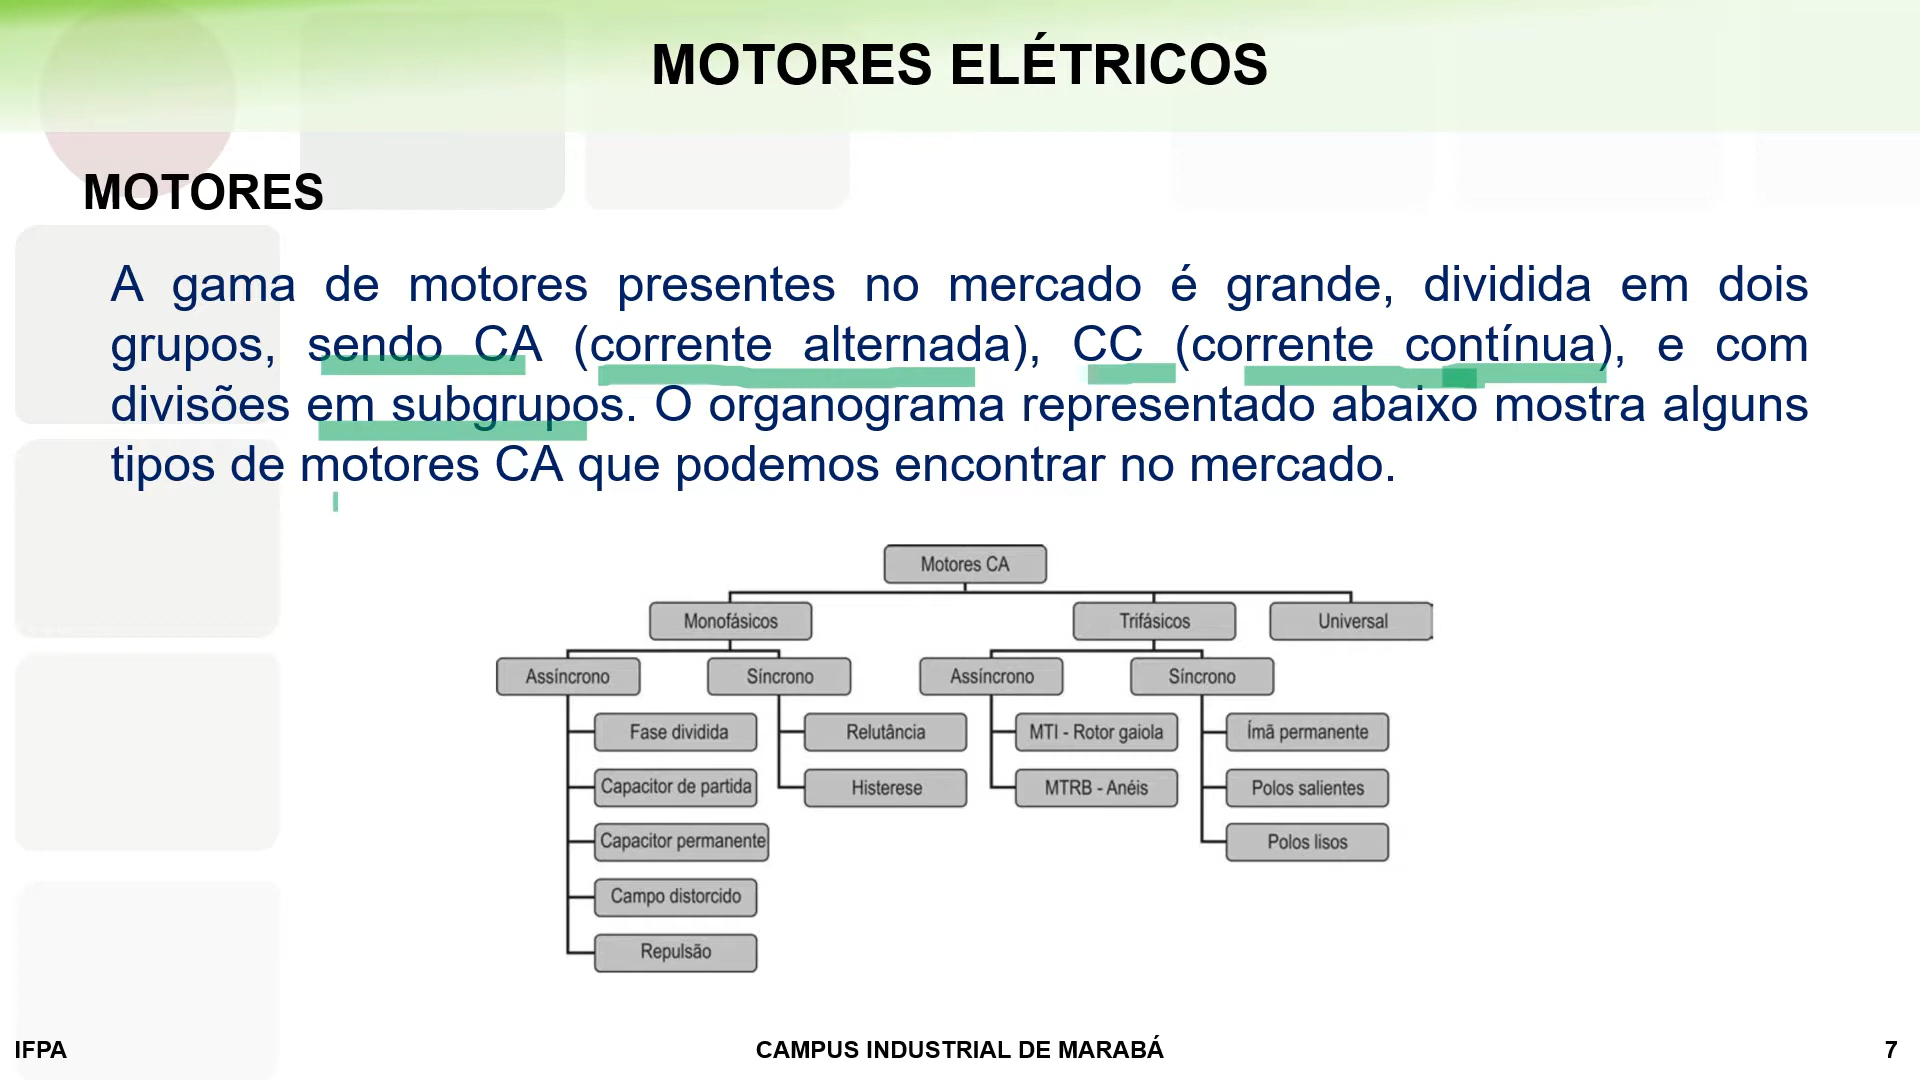 MOTORES ELÉTRICOS
MOTORES
A gama de motores presentes no mercado é grande, dividida em dois
grupos, sendo CA (corrente alternada), CC (corrente contínua), e com
divisões em subgrupos. O organograma representado abaixo mostra alguns
tipos de motores CA que podemos encontrar no mercado.
Motores CA
Monofásicos
Trifásicos
Universal
Assíncrono
Síncrono
Assíncrono
Síncrono
Fase dividida
Relutância
MTI - Rotor gaiola
Ímã permanente
Capacitor de partida
Histerese
MTRB - Anéis
Polos salientes
Capacitor permanente
Polos lisos
Campo distorcido
Repulsão
IFPA
CAMPUS INDUSTRIAL DE MARABÁ
7